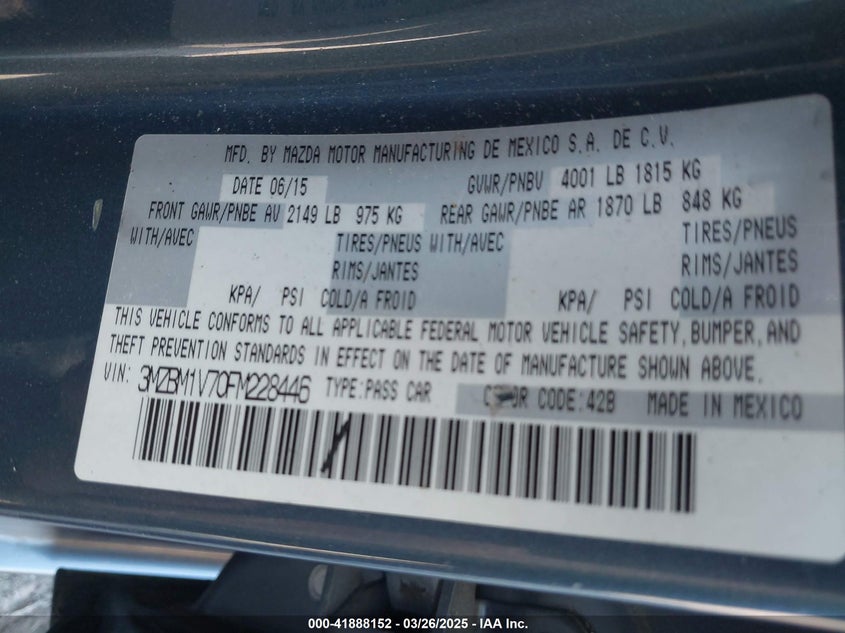 MFD. BY MAZDA MOTOR MANUFACTURING DE MEXICO S.A. DE C.V.
DATE 06/15 GVWR/PNBV 4001 LB 1815 KG
FRONT GAWR/PNBE AV 2149 LB 975 KG REAR GAWR/PNBE AR 1870 LB 848 KG
WITH/AVEC TIRES/PNEUS WITH/AVEC TIRES/PNEUS
RIMS/JANTES RIMS/JANTES
KPA/ PSI COLD/A FROID KPA/ PSI COLD/A FROID
THIS VEHICLE CONFORMS TO ALL APPLICABLE FEDERAL MOTOR VEHICLE SAFETY, BUMPER, AND
THEFT PREVENTION STANDARDS IN EFFECT ON THE DATE OF MANUFACTURE SHOWN ABOVE.
VIN: 3MZBM1V70FM228446 TYPE: PASS CAR COLOR CODE: 42B MADE IN MEXICO
000-41888152 — 03/26/2025 — IAA Inc.